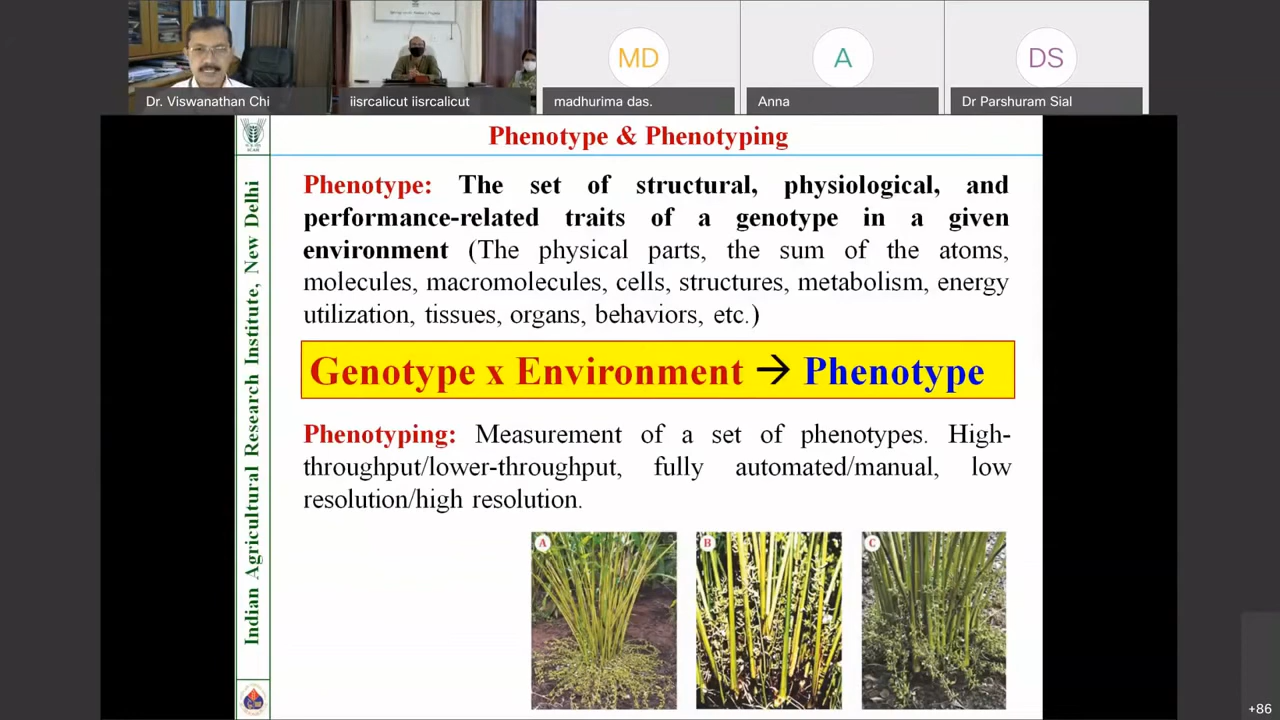 MD
A
DS
Dr. Viswanathan Chi
iisrcalicut iisrcalicut
madhurima das.
Anna
Dr Parshuram Sial
Phenotype & Phenotyping
Indian Agricultural Research Institute, New Delhi
Phenotype: The set of structural, physiological, and
performance-related traits of a genotype in a given
environment (The physical parts, the sum of the atoms,
molecules, macromolecules, cells, structures, metabolism, energy
utilization, tissues, organs, behaviors, etc.)
Genotype x Environment → Phenotype
Phenotyping: Measurement of a set of phenotypes. High-
throughput/lower-throughput, fully automated/manual, low
resolution/high resolution.
A
B
C
+86